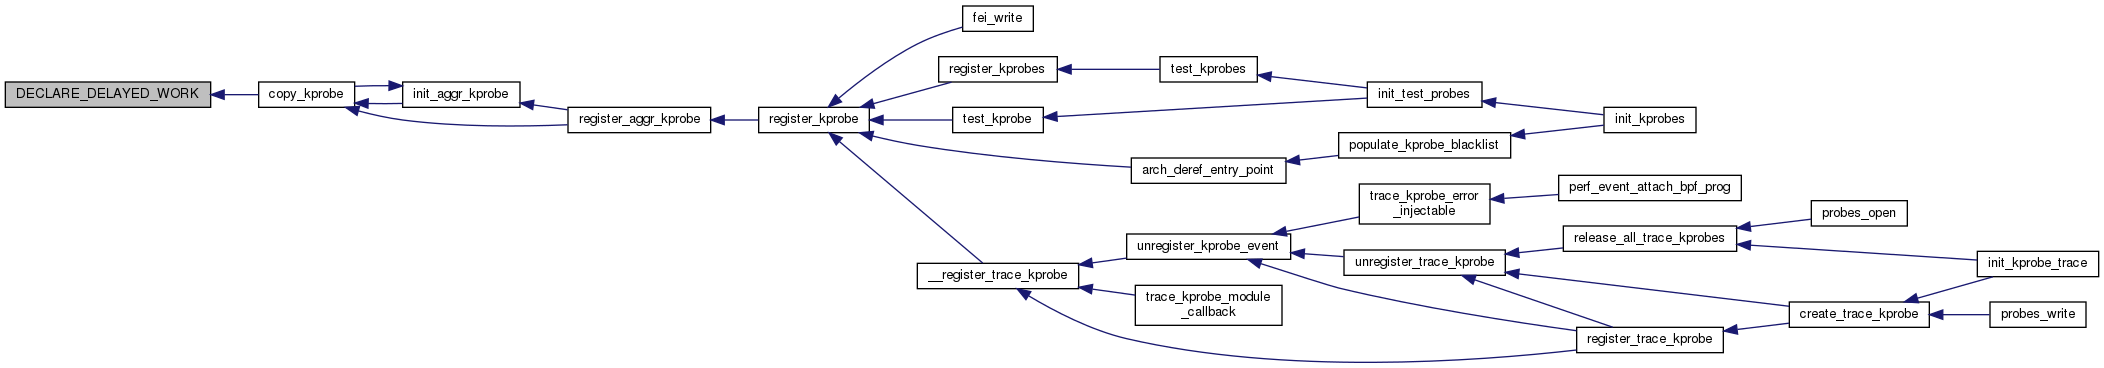 fei_write
register_kprobes
test_kprobes
DECLARE_DELAYED_WORK
copy_kprobe
init_aggr_kprobe
init_test_probes
register_aggr_kprobe
register_kprobe
test_kprobe
init_kprobes
populate_kprobe_blacklist
arch_deref_entry_point
trace_kprobe_error
_injectable
perf_event_attach_bpf_prog
probes_open
release_all_trace_kprobes
unregister_kprobe_event
unregister_trace_kprobe
init_kprobe_trace
__register_trace_kprobe
trace_kprobe_module
_callback
create_trace_kprobe
probes_write
register_trace_kprobe